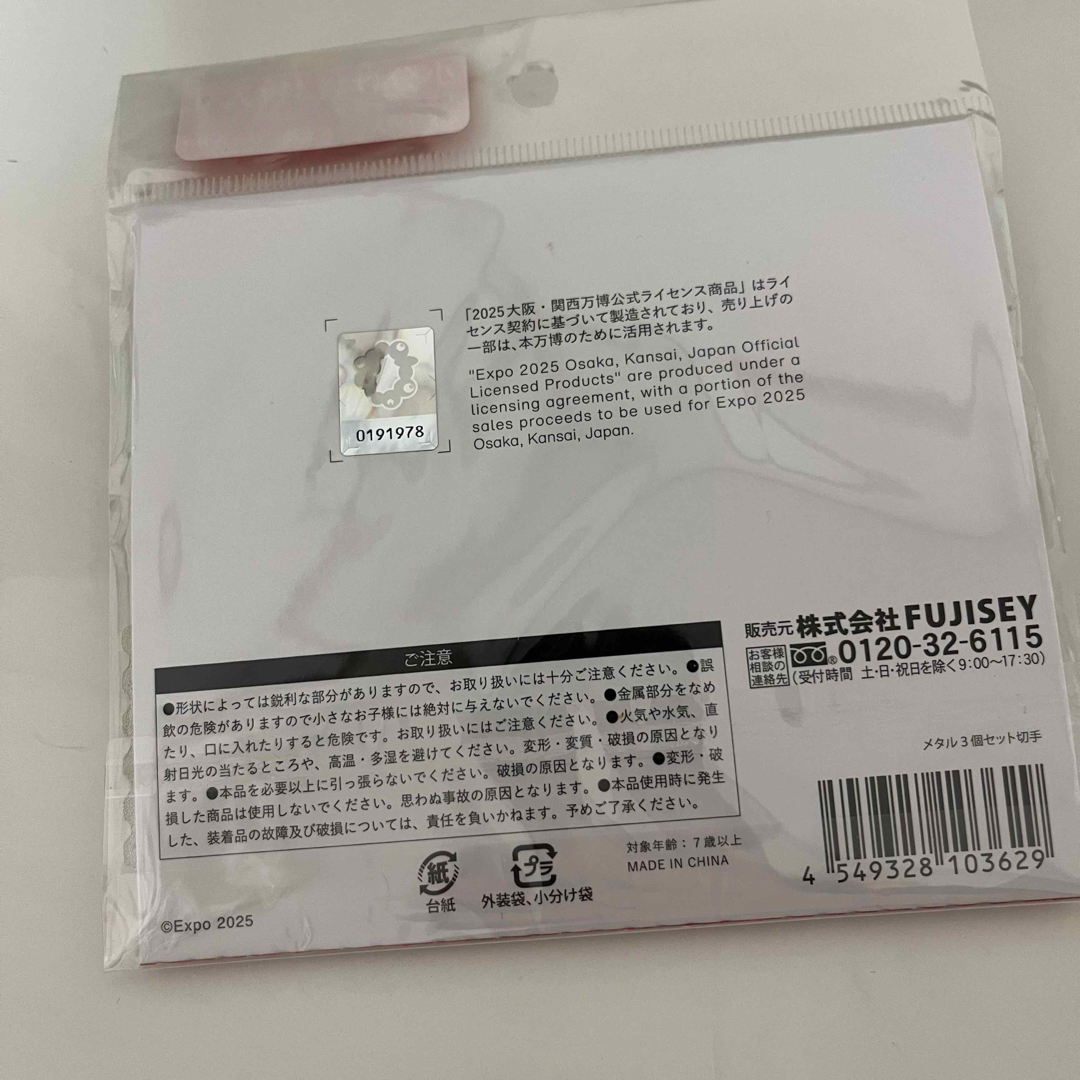 「2025大阪・関西万博公式ライセンス商品」はライ
センス契約に基づいて製造されており、売り上げの
一部は、本万博のために活用されます。
"Expo 2025 Osaka, Kansai, Japan Official
Licensed Products" are produced under a
licensing agreement, with a portion of the
sales proceeds to be used for Expo 2025
Osaka, Kansai, Japan.
0191978
販売元 株式会社FUJISEY
お客様
相談の
連絡先
® 0120-32-6115
(受付時間 土・日・祝日を除く9:00〜17:30)
ご注意
●形状によっては鋭利な部分がありますので、お取り扱いには十分ご注意ください。●誤
飲の危険がありますので小さなお子様には絶対に与えないでください。●金属部分をなめ
たり、口に入れたりすると危険です。お取り扱いにはご注意ください。●火気や水気、直
射日光の当たるところや、高温・多湿を避けてください。変形・変質・破損の原因となり
ます。●本品を必要以上に引っ張らないでください。破損の原因となります。●変形・破
損した商品は使用しないでください。思わぬ事故の原因となります。●本品使用時に発生
した、装着品の故障及び破損については、責任を負いかねます。予めご了承ください。
メタル3個セット切手
4 549328 103629
対象年齢：7歳以上
MADE IN CHINA
紙
台紙
プラ
外装袋、小分け袋
©Expo 2025